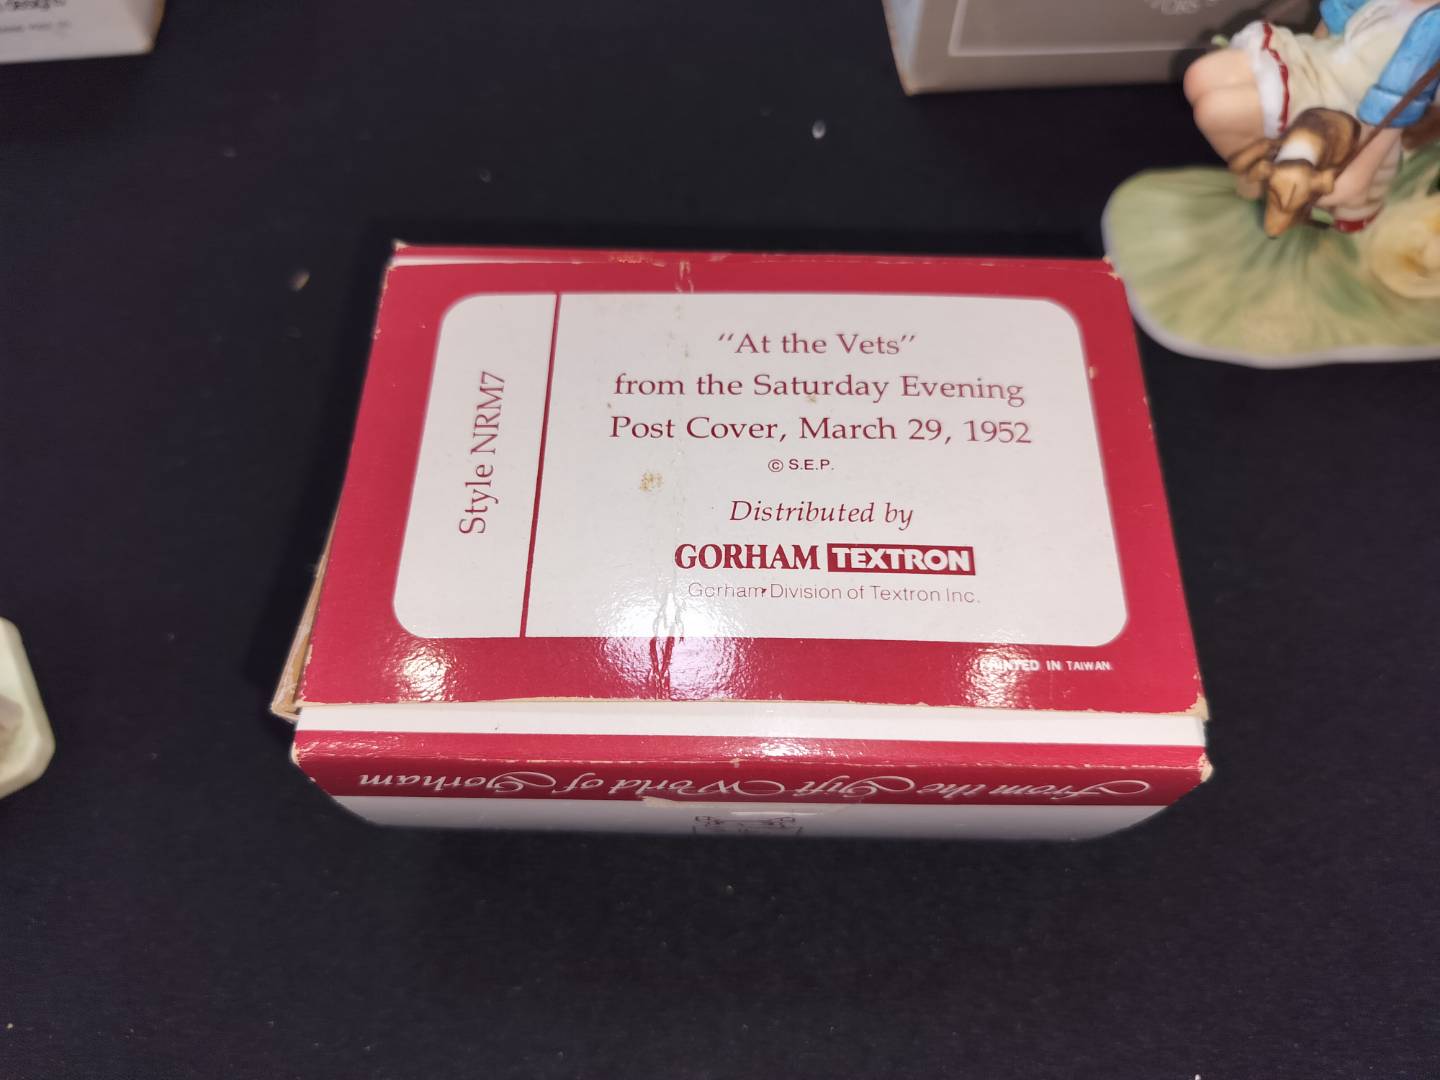 Style NRM7
"At the Vets"
from the Saturday Evening
Post Cover, March 29, 1952
© S.E.P.
Distributed by
GORHAM TEXTRON
Gorham Division of Textron Inc.
PRINTED IN TAIWAN
From the Gift World of Gorham